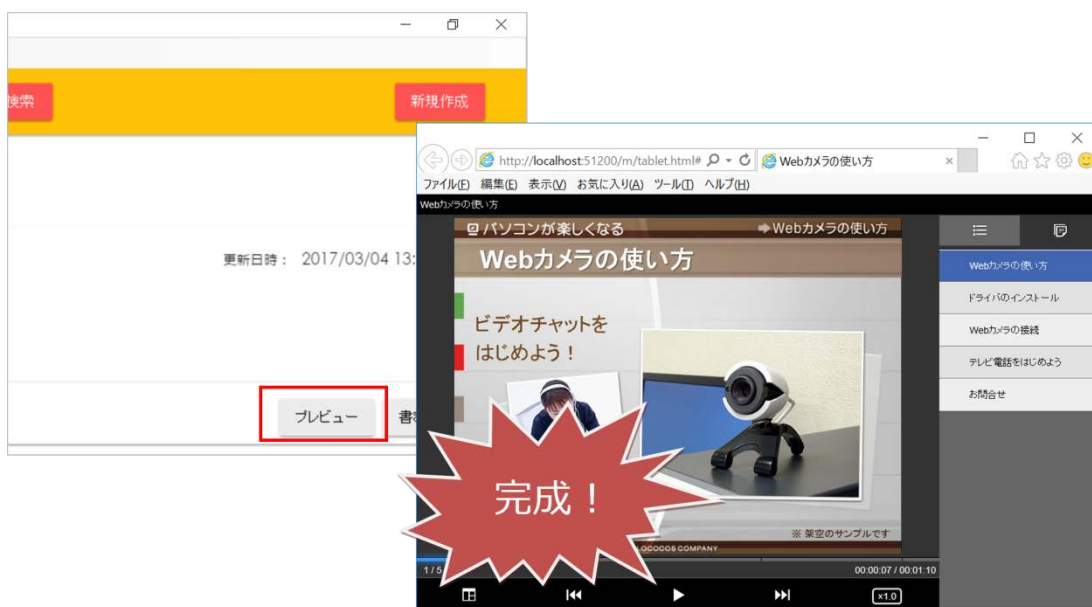 検索
新規作成
更新日時： 2017/03/04 13:
プレビュー
http://localhost:51200/m/tablet.html#
Webカメラの使い方
ファイル(F) 編集(E) 表示(V) お気に入り(A) ツール(T) ヘルプ(H)
Webカメラの使い方
パソコンが楽しくなる
➡Webカメラの使い方
Webカメラの使い方
ビデオチャットを
はじめよう！
※ 架空のサンプルです
COMPANY
Webカメラの使い方
ドライバのインストール
Webカメラの接続
テレビ電話をはじめよう
お問合せ
完成！
1 / 5
00:00:07 / 00:01:10
×1.0